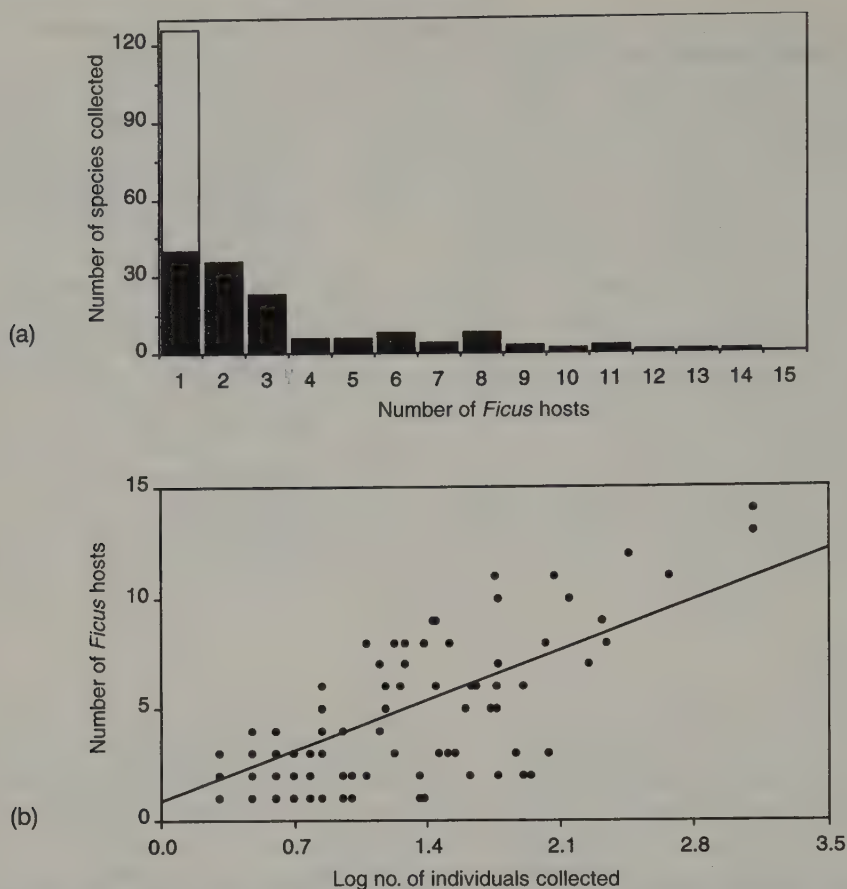 (a)
Number of species collected
120
90
60
30
0
1 2 3 4 5 6 7 8 9 10 11 12 13 14 15
Number of Ficus hosts
(b)
Number of Ficus hosts
15
10
5
0
0.0 0.7 1.4 2.1 2.8 3.5
Log no. of individuals collected